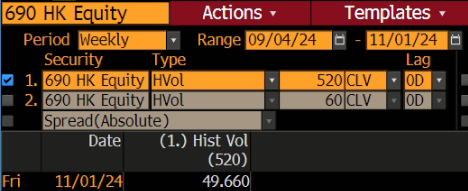 690 HK Equity Actions Templates
Period Weekly Range 09/04/24 - 11/01/24
Security Type Lag
1. 690 HK Equity HVol 520 CLV 0D
2. 690 HK Equity HVol 60 CLV 0D
Spread(Absolute)
Date (1.) Hist Vol
(520)
Fri 11/01/24 49.660